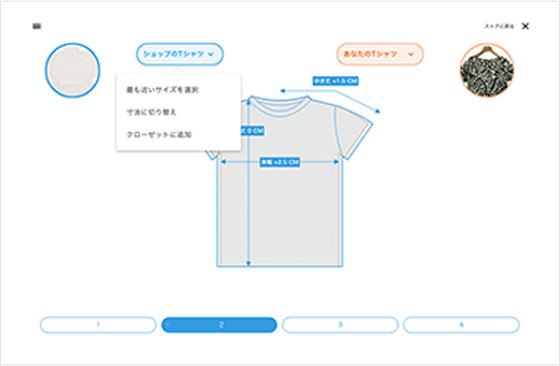 ストアに戻る
ショップのTシャツ
あなたのTシャツ
最も近いサイズを選択
寸法に切り替え
クローゼットに追加
ゆき丈 +1.5 CM
丈 0 CM
身幅 +2.5 CM
1
2
3
4